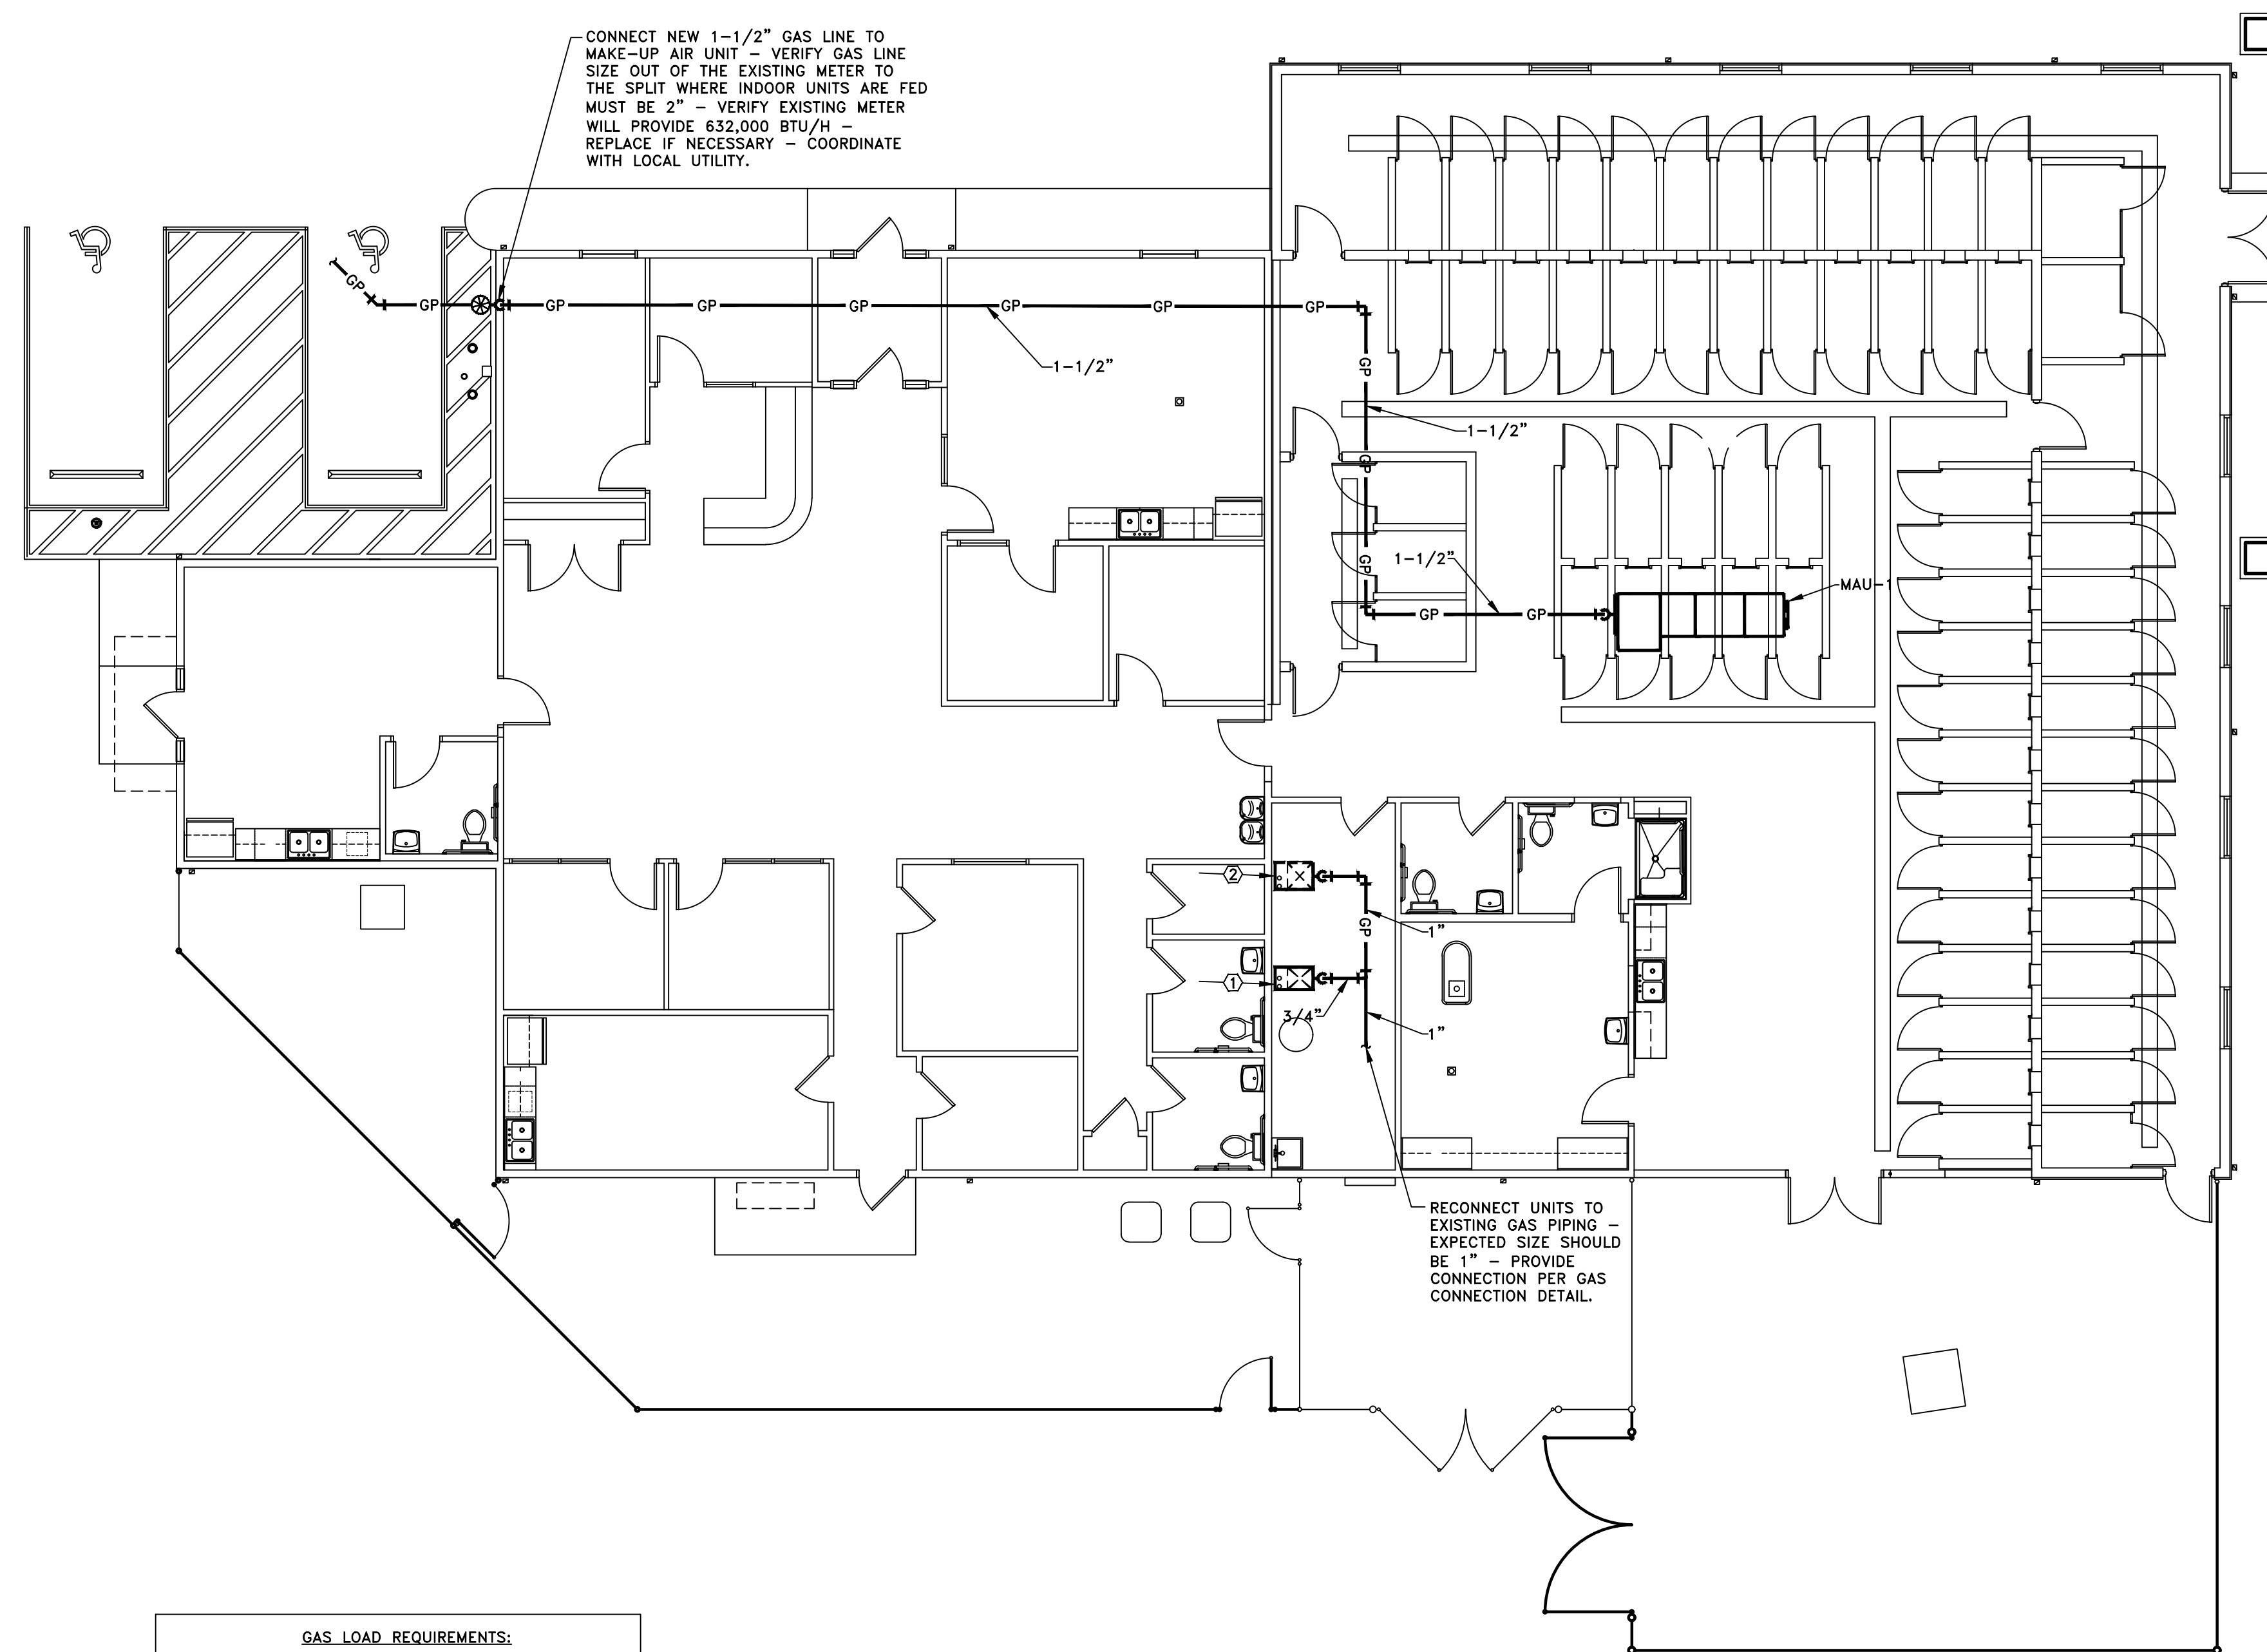 CONNECT NEW 1-1/2” GAS LINE TO
MAKE-UP AIR UNIT - VERIFY GAS LINE
SIZE OUT OF THE EXISTING METER TO
THE SPLIT WHERE INDOOR UNITS ARE FED
MUST BE 2” - VERIFY EXISTING METER
WILL PROVIDE 632,000 BTU/H -
REPLACE IF NECESSARY - COORDINATE
WITH LOCAL UTILITY.
GP
GP
GP
GP
GP
GP
GP
GP
1-1/2”
GP
1-1/2”
GP
GP
1-1/2”
MAU-1
GP
GP
2
1”
GP
1
3/4”
1”
RECONNECT UNITS TO
EXISTING GAS PIPING -
EXPECTED SIZE SHOULD
BE 1” - PROVIDE
CONNECTION PER GAS
CONNECTION DETAIL.
GAS LOAD REQUIREMENTS: